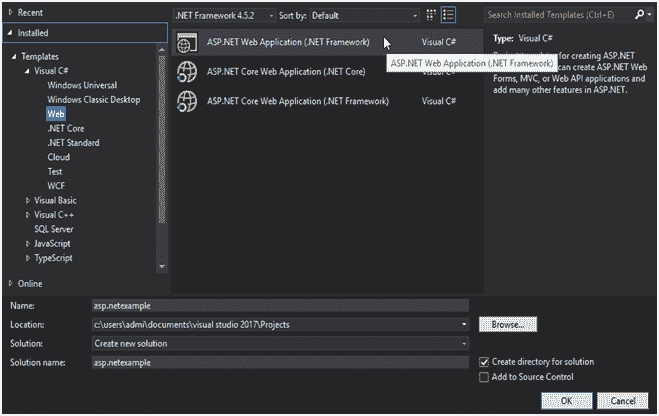 Recent
.NET Framework 4.5.2
Sort by:
Default
Search Installed Templates (Ctrl+E)
Installed
Templates
Visual C#
Windows Universal
Windows Classic Desktop
Web
.NET Core
.NET Standard
Cloud
Test
WCF
Visual Basic
Visual C++
SQL Server
JavaScript
TypeScript
Online
ASP.NET Web Application (.NET Framework)
Visual C#
ASP.NET Core Web Application (.NET Core)
Visual C#
ASP.NET Core Web Application (.NET Framework)
Visual C#
ASP.NET Web Application (.NET Framework)
Type: Visual C#
for creating ASP.NET
can create ASP.NET Web
Forms, MVC, or Web API applications and
add many other features in ASP.NET.
Name:
asp.netexample
Location:
c:\users\admi\documents\visual studio 2017\Projects
Browse...
Solution:
Create new solution
Solution name:
asp.netexample
Create directory for solution
Add to Source Control
OK
Cancel